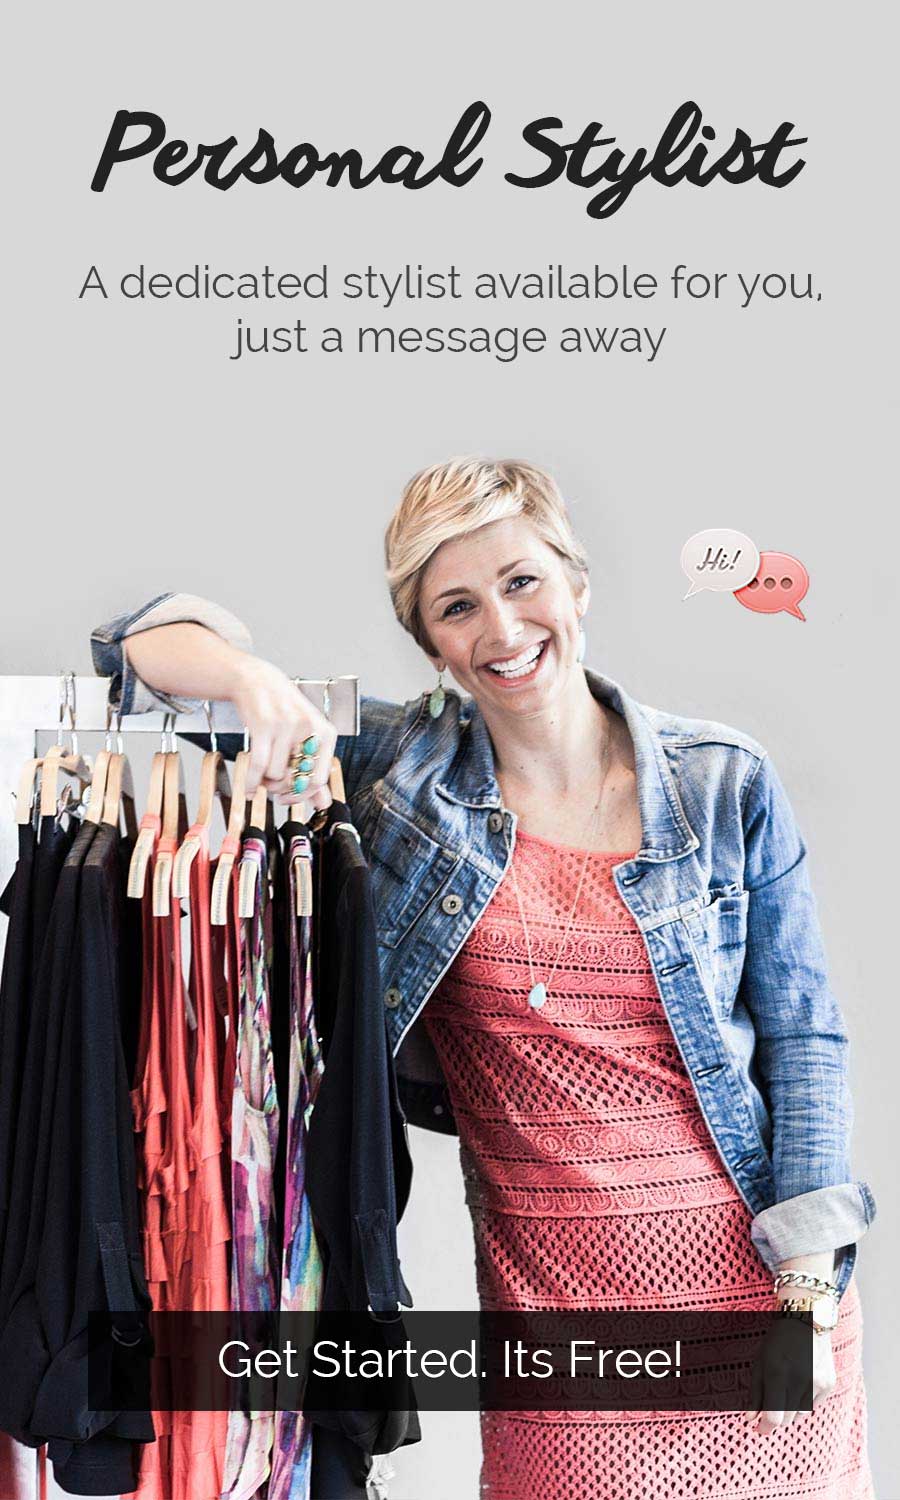 Personal Stylist
A dedicated stylist available for you,
just a message away
Hi!
Get Started. Its Free!